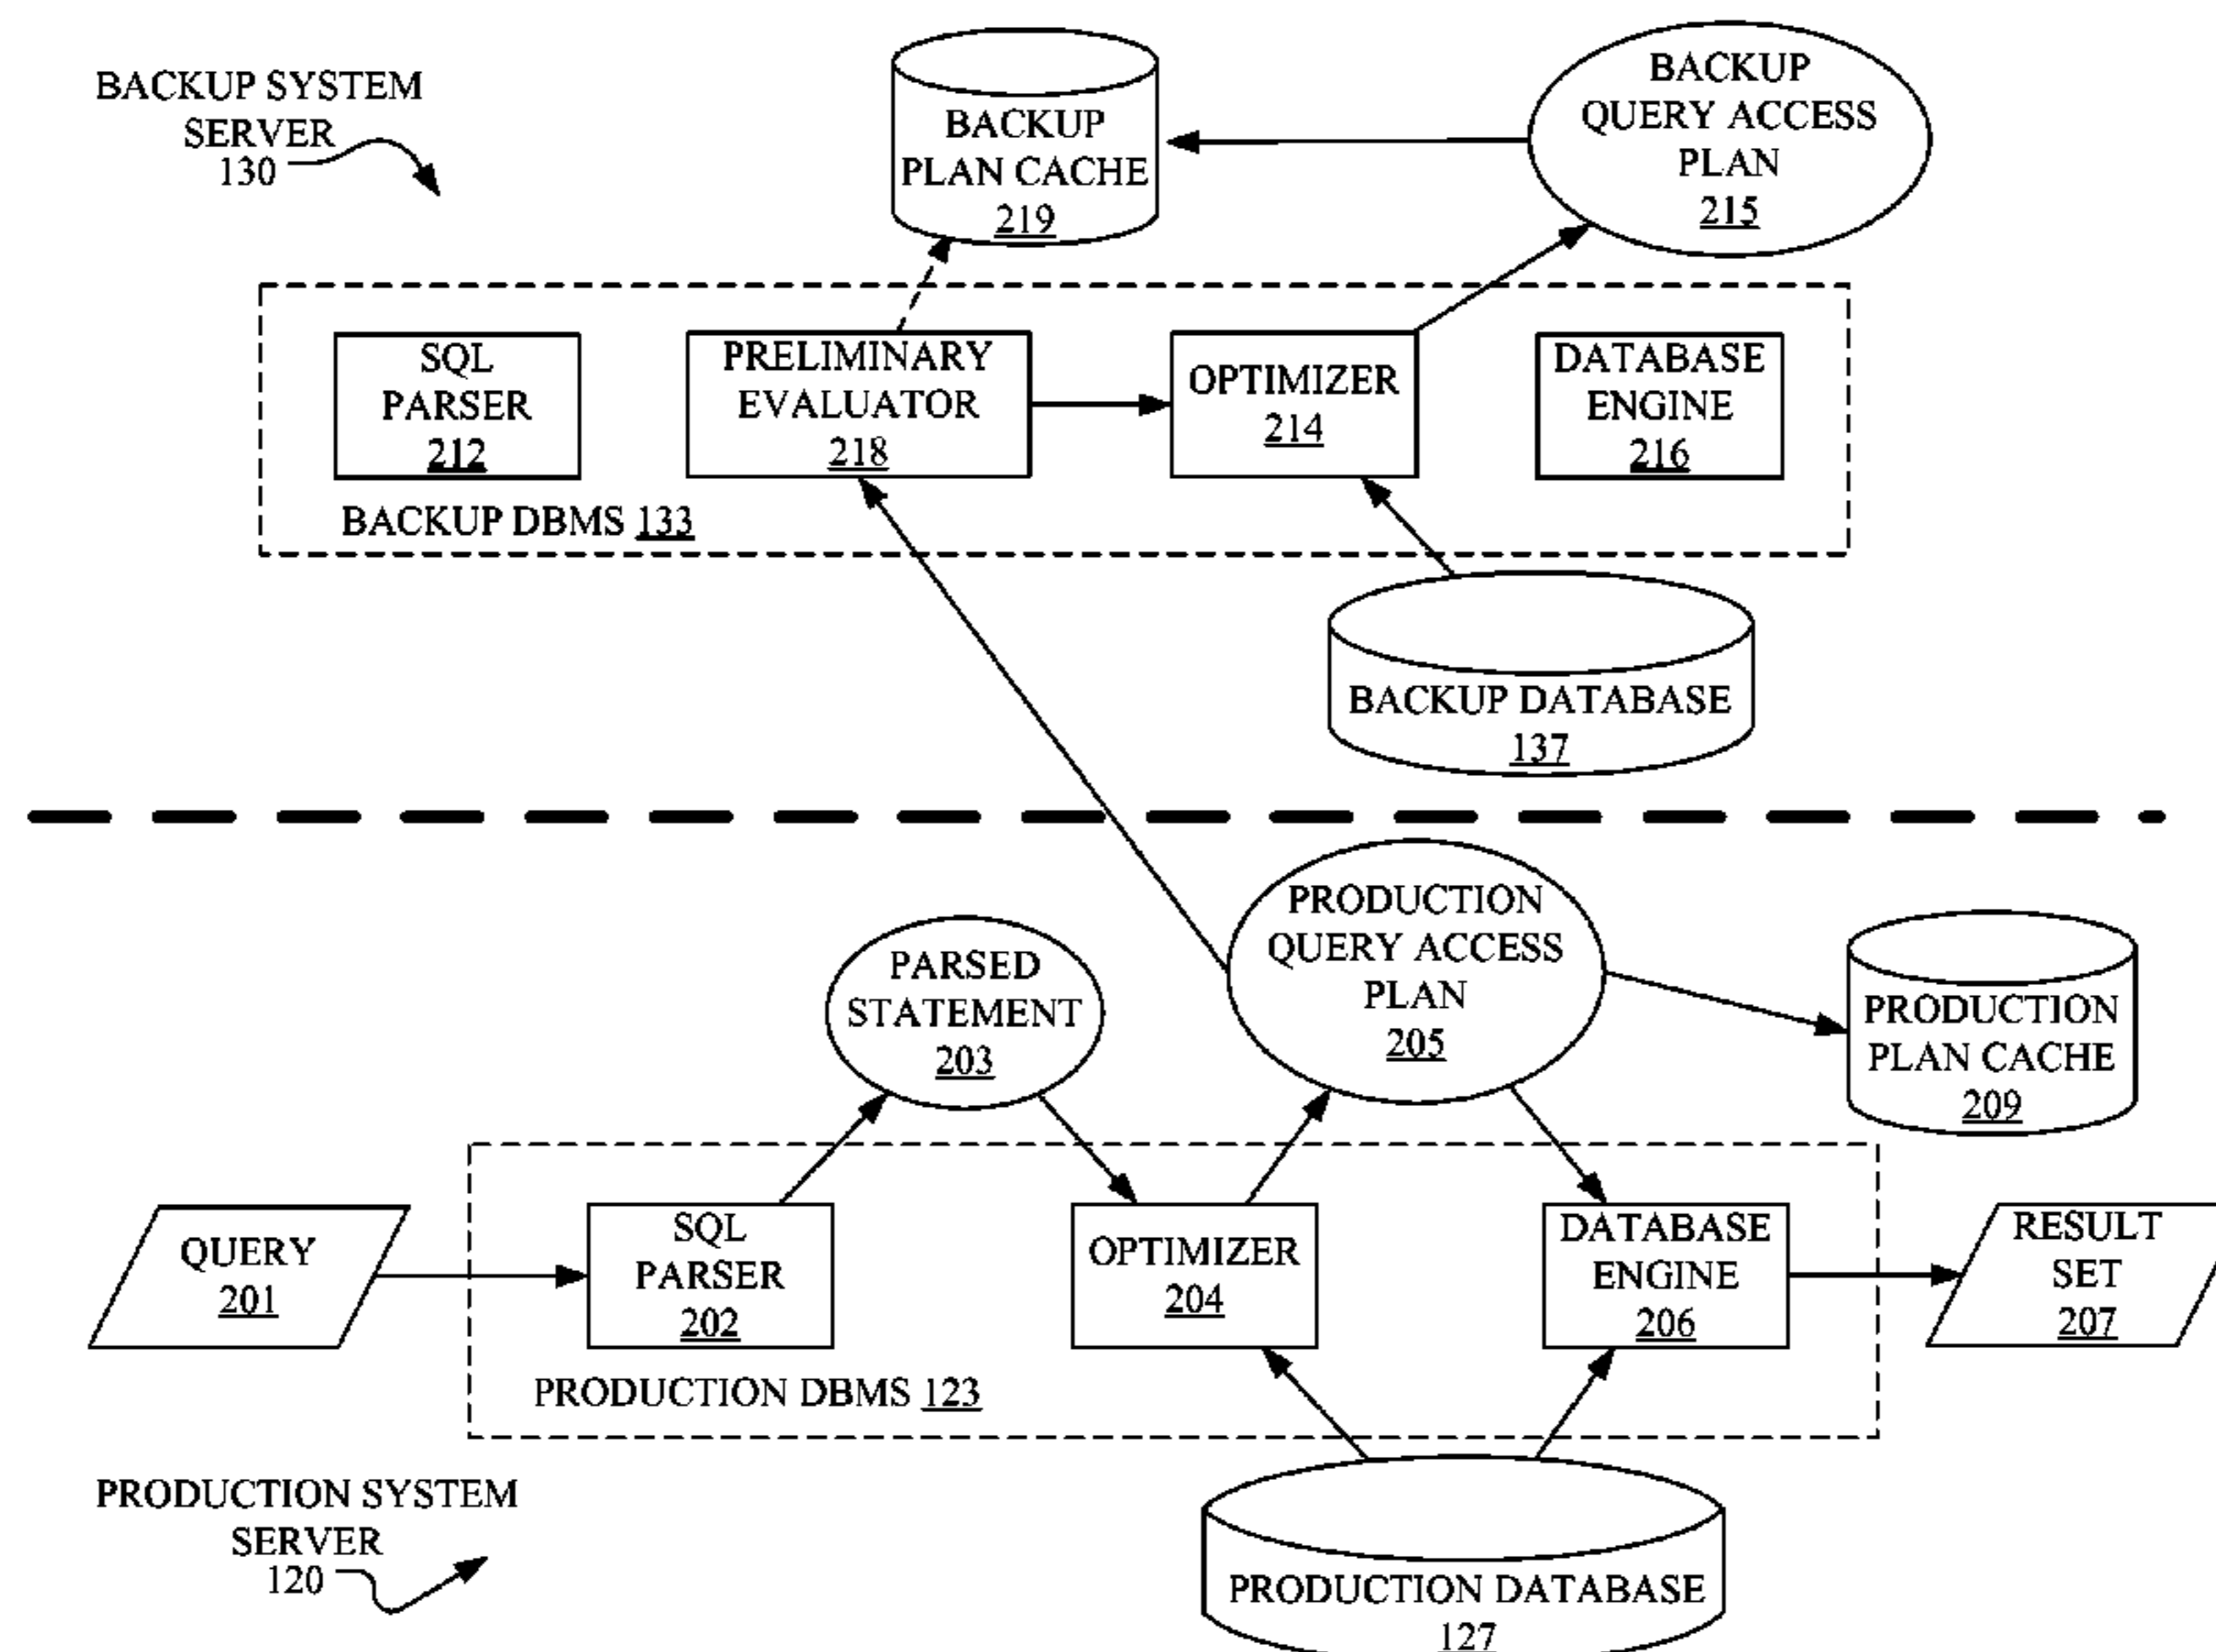 BACKUP SYSTEM
SERVER
130
BACKUP
PLAN CACHE
219
BACKUP
QUERY ACCESS
PLAN
215
SQL
PARSER
212
PRELIMINARY
EVALUATOR
218
OPTIMIZER
214
DATABASE
ENGINE
216
BACKUP DBMS 133
BACKUP DATABASE
137
PARSED
STATEMENT
203
PRODUCTION
QUERY ACCESS
PLAN
205
PRODUCTION
PLAN CACHE
209
QUERY
201
SQL
PARSER
202
OPTIMIZER
204
DATABASE
ENGINE
206
RESULT
SET
207
PRODUCTION DBMS 123
PRODUCTION SYSTEM
SERVER
120
PRODUCTION DATABASE
127